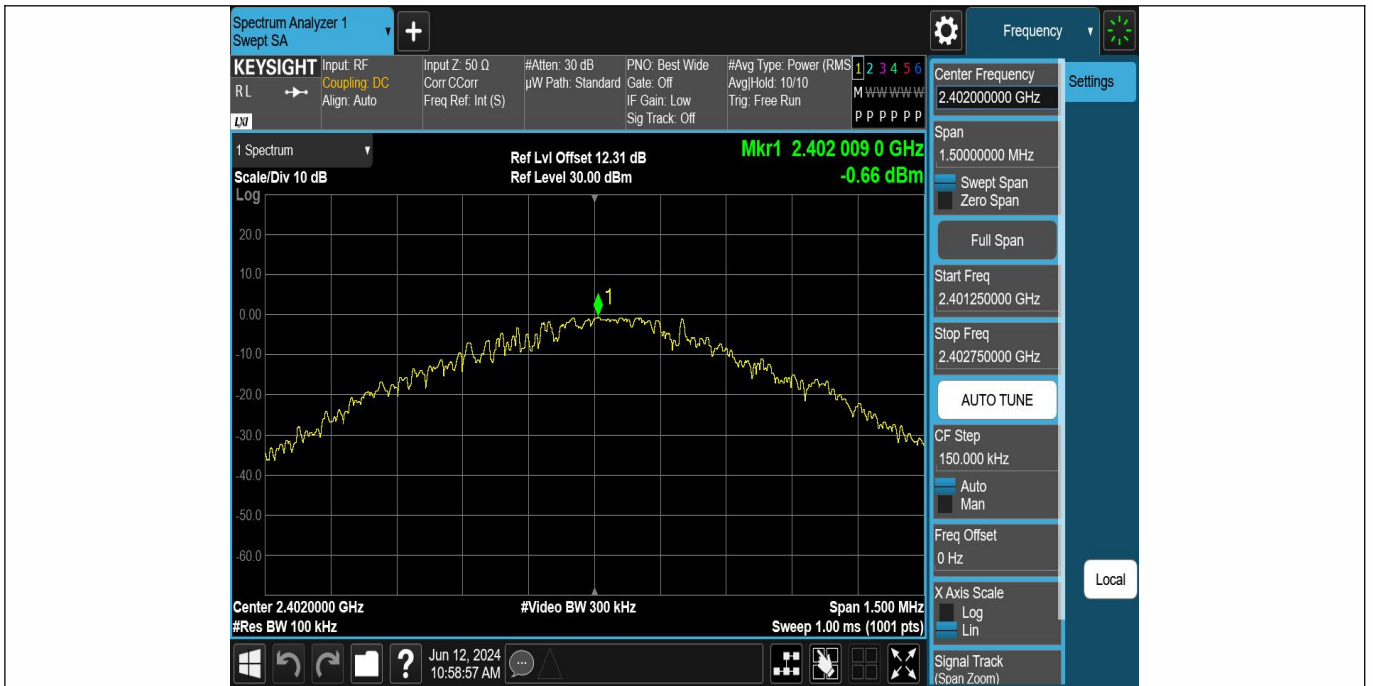 Spectrum Analyzer 1
Swept SA
+
Frequency
KEYSIGHT
RL
LXI
Input: RF
Coupling: DC
Align: Auto
Input Z: 50 Ω
Corr CCorr
Freq Ref: Int (S)
#Atten: 30 dB
µW Path: Standard
PNO: Best Wide
Gate: Off
IF Gain: Low
Sig Track: Off
#Avg Type: Power (RMS
Avg|Hold: 10/10
Trig: Free Run
1 2 3 4 5 6
M W W W W W
P P P P P P
1 Spectrum
Scale/Div 10 dB
Log
Ref Lvl Offset 12.31 dB
Ref Level 30.00 dBm
Mkr1 2.402 009 0 GHz
-0.66 dBm
20.0
10.0
0.00
-10.0
-20.0
-30.0
-40.0
-50.0
-60.0
1
Center 2.4020000 GHz
#Res BW 100 kHz
#Video BW 300 kHz
Span 1.500 MHz
Sweep 1.00 ms (1001 pts)
Center Frequency
2.402000000 GHz
Settings
Span
1.50000000 MHz
Swept Span
Zero Span
Full Span
Start Freq
2.401250000 GHz
Stop Freq
2.402750000 GHz
AUTO TUNE
CF Step
150.000 kHz
Auto
Man
Freq Offset
0 Hz
Local
X Axis Scale
Log
Lin
Signal Track
(Span Zoom)
?
Jun 12, 2024
10:58:57 AM